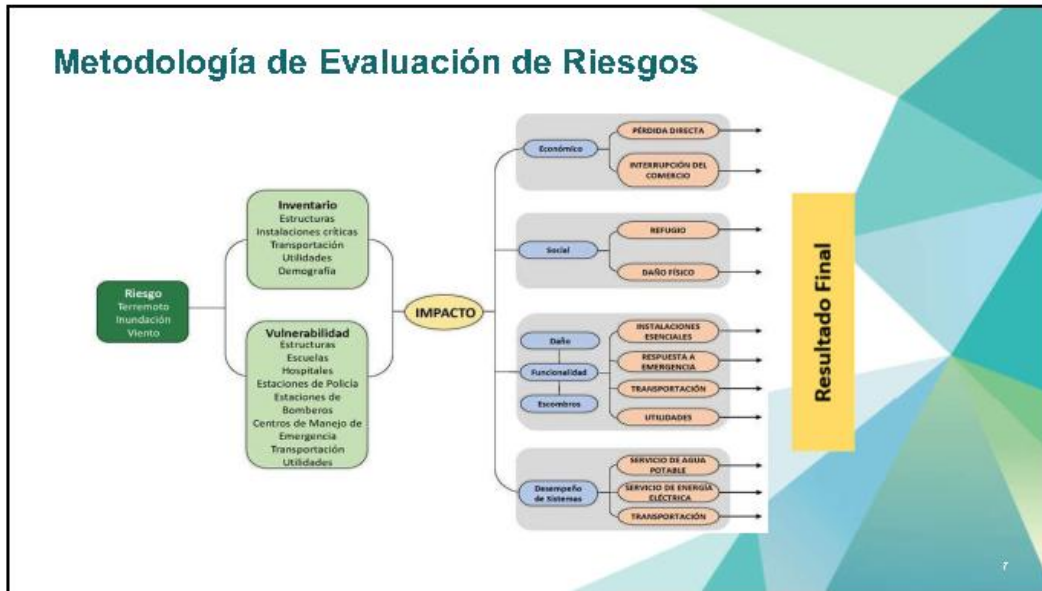 Metodología de Evaluación de Riesgos
Riesgo
Terremoto
Inundación
Viento
Inventario
Estructuras
Instalaciones críticas
Transportación
Utilidades
Demografía
Vulnerabilidad
Estructuras
Escuelas
Hospitales
Estaciones de Policía
Estaciones de
Bomberos
Centros de Manejo de
Emergencia
Transportación
Utilidades
IMPACTO
Económico
PÉRDIDA DIRECTA
INTERRUPCIÓN DEL
COMERCIO
Social
REFUGIO
DAÑO FÍSICO
Daño
Funcionalidad
Escombros
INSTALACIONES
ESENCIALES
RESPUESTA A
EMERGENCIA
TRANSPORTACIÓN
UTILIDADES
Desempeño
de Sistemas
SERVICIO DE AGUA
POTABLE
SERVICIO DE ENERGÍA
ELÉCTRICA
TRANSPORTACIÓN
Resultado Final
7